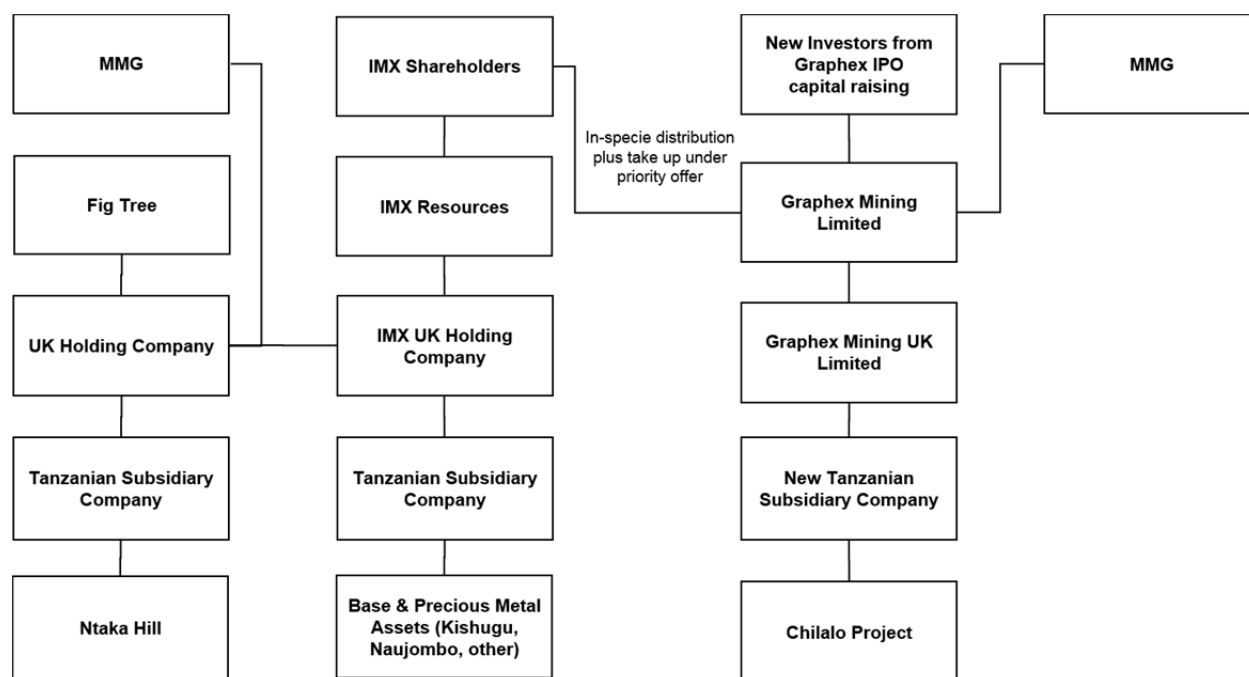 MMG
IMX Shareholders
New Investors from
Graphex IPO
capital raising
MMG
In-specie distribution
plus take up under
priority offer
Fig Tree
IMX Resources
Graphex Mining
Limited
UK Holding Company
IMX UK Holding
Company
Graphex Mining UK
Limited
Tanzanian Subsidiary
Company
Tanzanian Subsidiary
Company
New Tanzanian
Subsidiary Company
Ntaka Hill
Base & Precious Metal
Assets (Kishugu,
Naujombo, other)
Chilalo Project